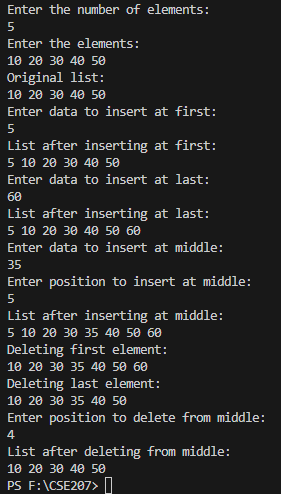 Enter the number of elements:
5
Enter the elements:
10 20 30 40 50
Original list:
10 20 30 40 50
Enter data to insert at first:
5
List after inserting at first:
5 10 20 30 40 50
Enter data to insert at last:
60
List after inserting at last:
5 10 20 30 40 50 60
Enter data to insert at middle:
35
Enter position to insert at middle:
5
List after inserting at middle:
5 10 20 30 35 40 50 60
Deleting first element:
10 20 30 35 40 50 60
Deleting last element:
10 20 30 35 40 50
Enter position to delete from middle:
4
List after deleting from middle:
10 20 30 40 50
PS F:\CSE207>